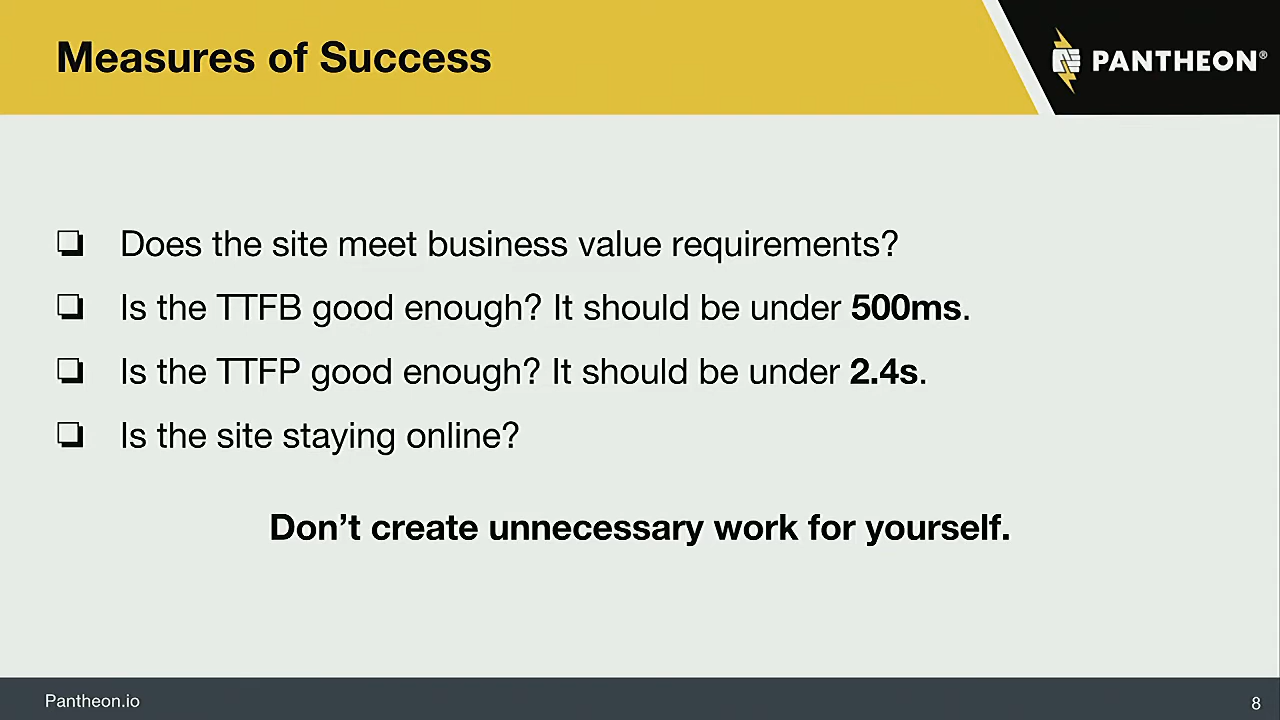 Measures of Success
PANTHEON®
❏ Does the site meet business value requirements?
❏ Is the TTFB good enough? It should be under 500ms.
❏ Is the TTFP good enough? It should be under 2.4s.
❏ Is the site staying online?
Don’t create unnecessary work for yourself.
Pantheon.io
8